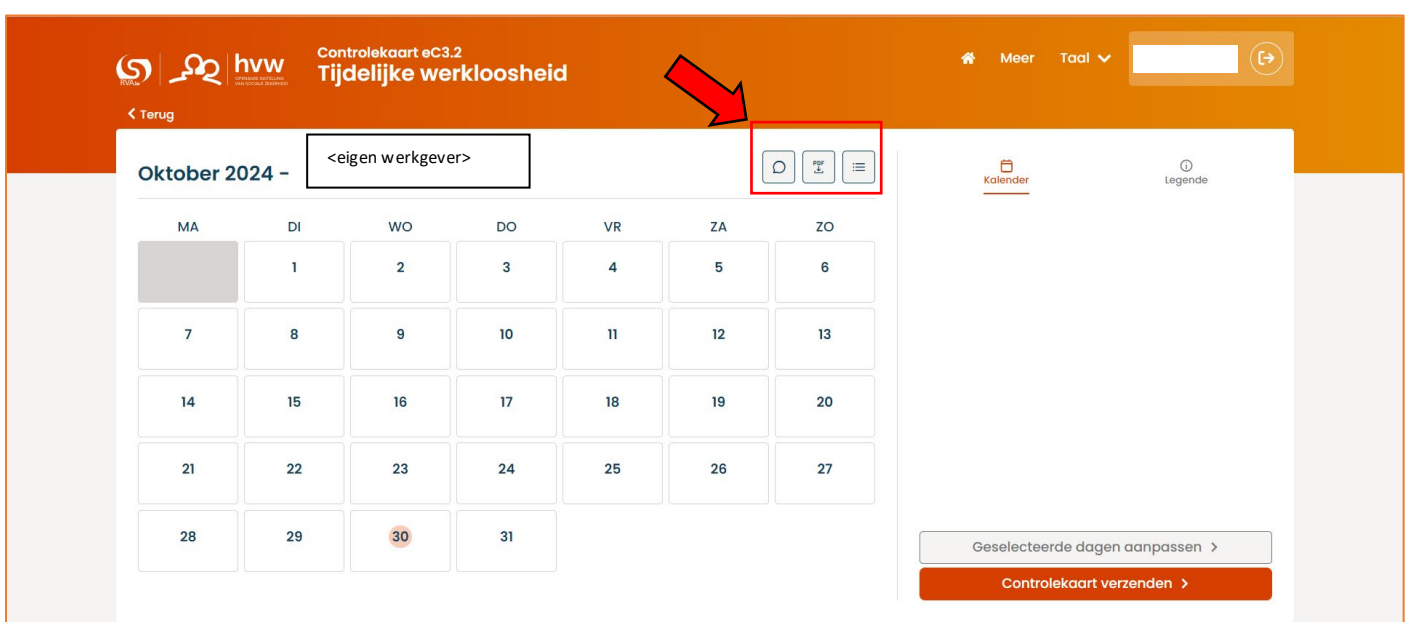 RVA
hvw
OPENBARE INSTELLING
VAN SOCIALE ZEKERHEID
Controlekaart eC3.2
Tijdelijke werkloosheid
Meer
Taal
Terug
Oktober 2024 -
<eigen werkgever>
PDF
Kalender
Legende
MA DI WO DO VR ZA ZO
1 2 3 4 5 6
7 8 9 10 11 12 13
14 15 16 17 18 19 20
21 22 23 24 25 26 27
28 29 30 31
Geselecteerde dagen aanpassen
Controlekaart verzenden